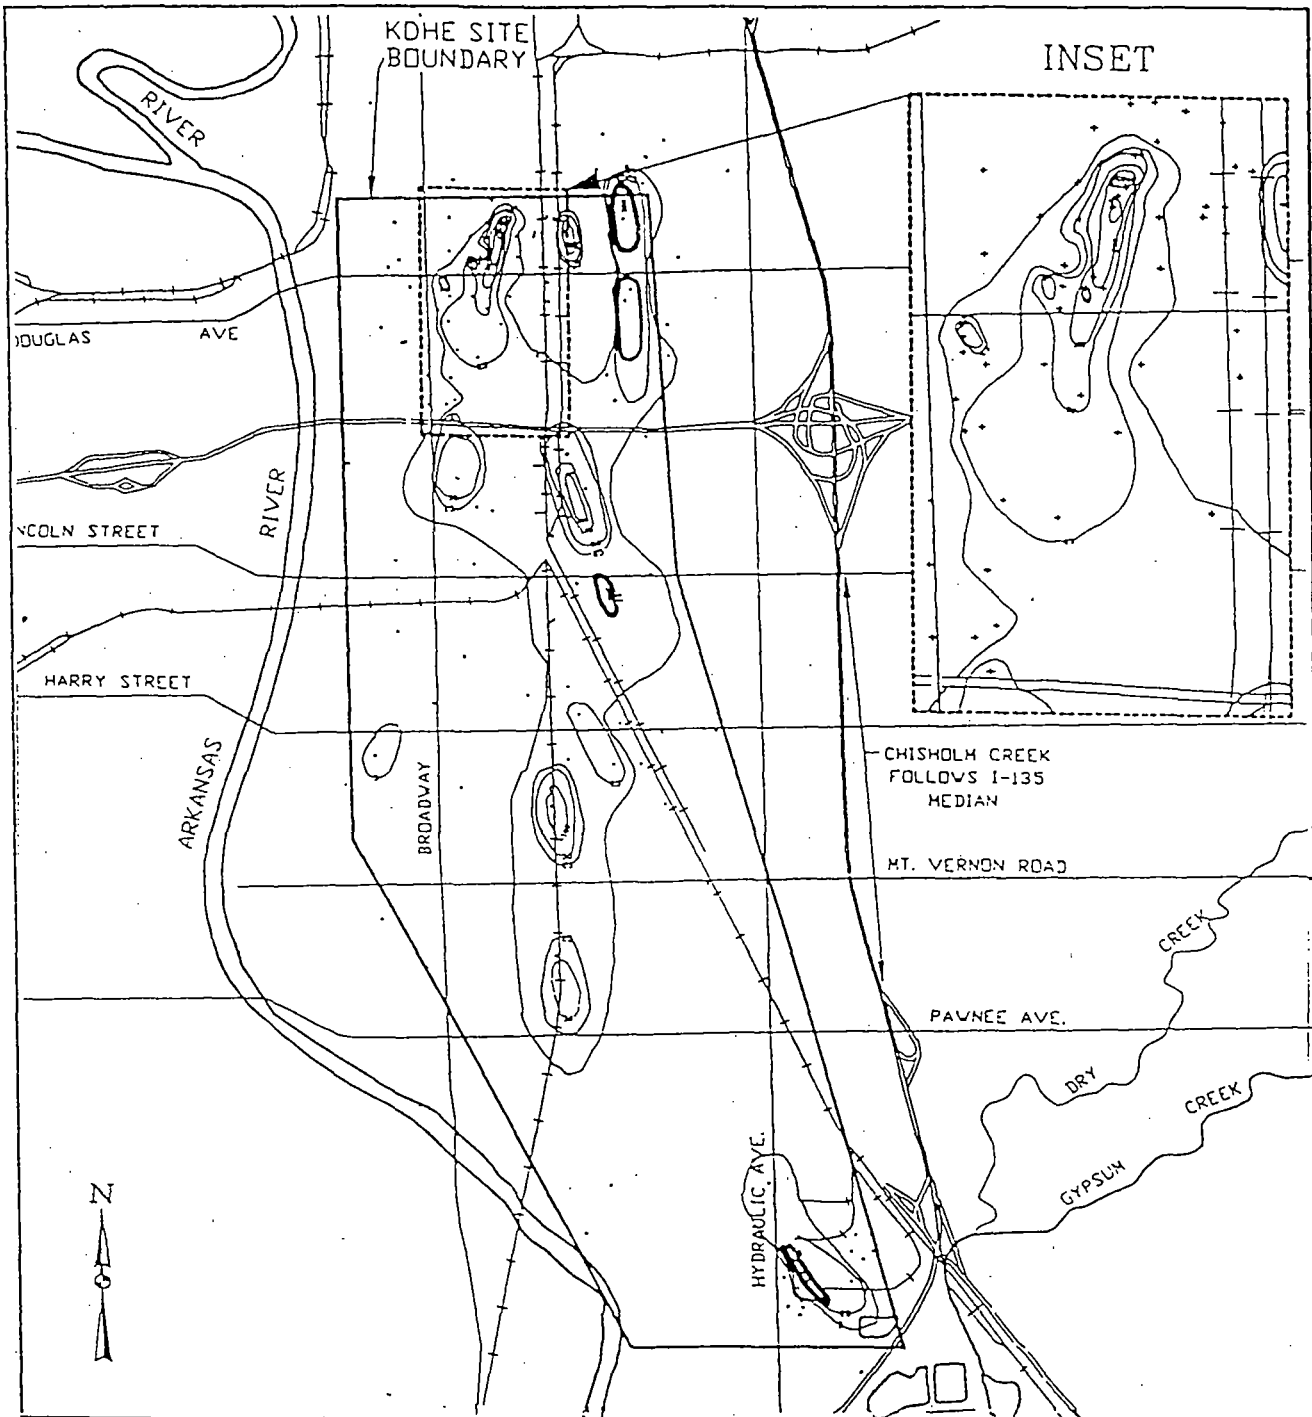 KOHE SITE
BOUNDARY
INSET
RIVER
DOUGLAS AVE
RIVER
NCOLN STREET
HARRY STREET
ARKANSAS
BROADWAY
CHISHOLM CREEK
FOLLOWS I-135
MEDIAN
MT. VERNON ROAD
CREEK
PAWNEE AVE.
DRY
CREEK
GYPSUM
HYDRAULIC AVE.
N